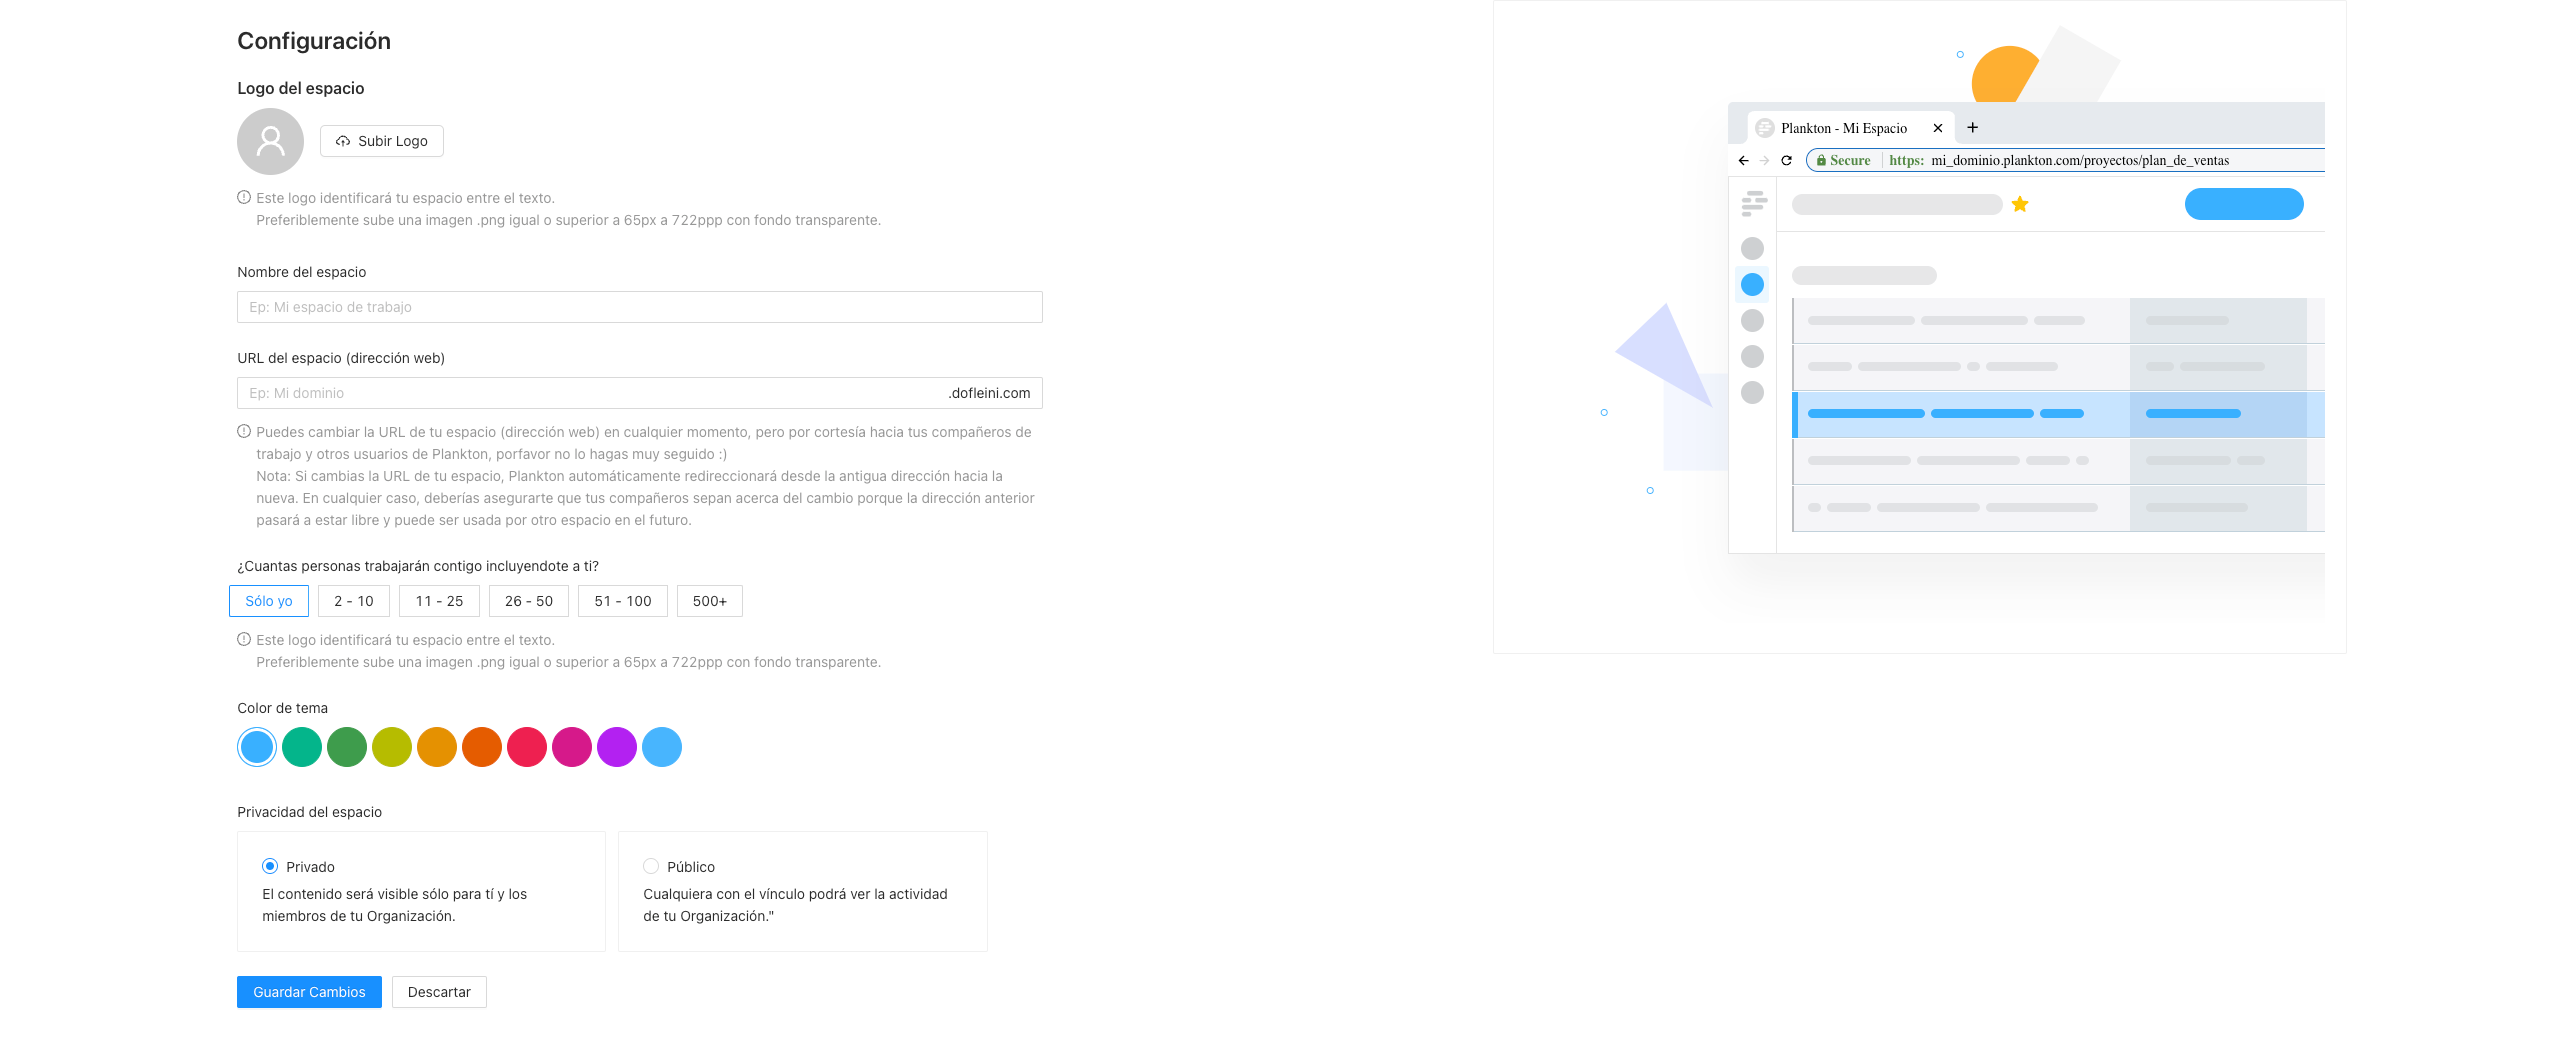 Configuración
Logo del espacio
Subir Logo
Este logo identificará tu espacio entre el texto.
Preferiblemente sube una imagen .png igual o superior a 65px a 722ppp con fondo transparente.
Nombre del espacio
Ep: Mi espacio de trabajo
URL del espacio (dirección web)
Ep: Mi dominio .dofleini.com
Puedes cambiar la URL de tu espacio (dirección web) en cualquier momento, pero por cortesía hacia tus compañeros de
trabajo y otros usuarios de Plankton, porfavor no lo hagas muy seguido :)
Nota: Si cambias la URL de tu espacio, Plankton automáticamente redireccionará desde la antigua dirección hacia la
nueva. En cualquier caso, deberías asegurarte que tus compañeros sepan acerca del cambio porque la dirección anterior
pasará a estar libre y puede ser usada por otro espacio en el futuro.
¿Cuantas personas trabajarán contigo incluyendote a ti?
Sólo yo 2 - 10 11 - 25 26 - 50 51 - 100 500+
Este logo identificará tu espacio entre el texto.
Preferiblemente sube una imagen .png igual o superior a 65px a 722ppp con fondo transparente.
Color de tema
Privacidad del espacio
Privado
El contenido será visible sólo para tí y los
miembros de tu Organización.
Público
Cualquiera con el vínculo podrá ver la actividad
de tu Organización."
Guardar Cambios Descartar
Plankton - Mi Espacio
Secure https: mi_dominio.plankton.com/proyectos/plan_de_ventas